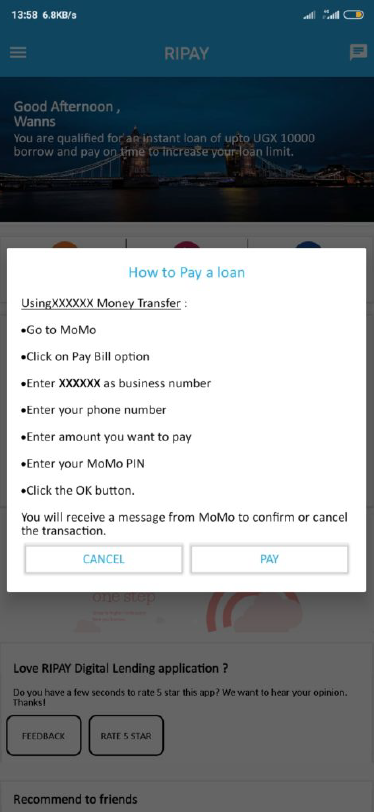 13:58 6.8KB/s
RIPAY
Good Afternoon ,
Wanns
You are qualified for an instant loan of upto UGX 10000
borrow and pay on time to increase your loan limit.
How to Pay a loan
UsingXXXXXX Money Transfer :
•Go to MoMo
•Click on Pay Bill option
•Enter XXXXXX as business number
•Enter your phone number
•Enter amount you want to pay
•Enter your MoMo PIN
•Click the OK button.
You will receive a message from MoMo to confirm or cancel
the transaction.
CANCEL PAY
one step
Love RIPAY Digital Lending application ?
Do you have a few seconds to rate 5 star this app? We want to hear your opinion.
Thanks!
FEEDBACK RATE 5 STAR
Recommend to friends